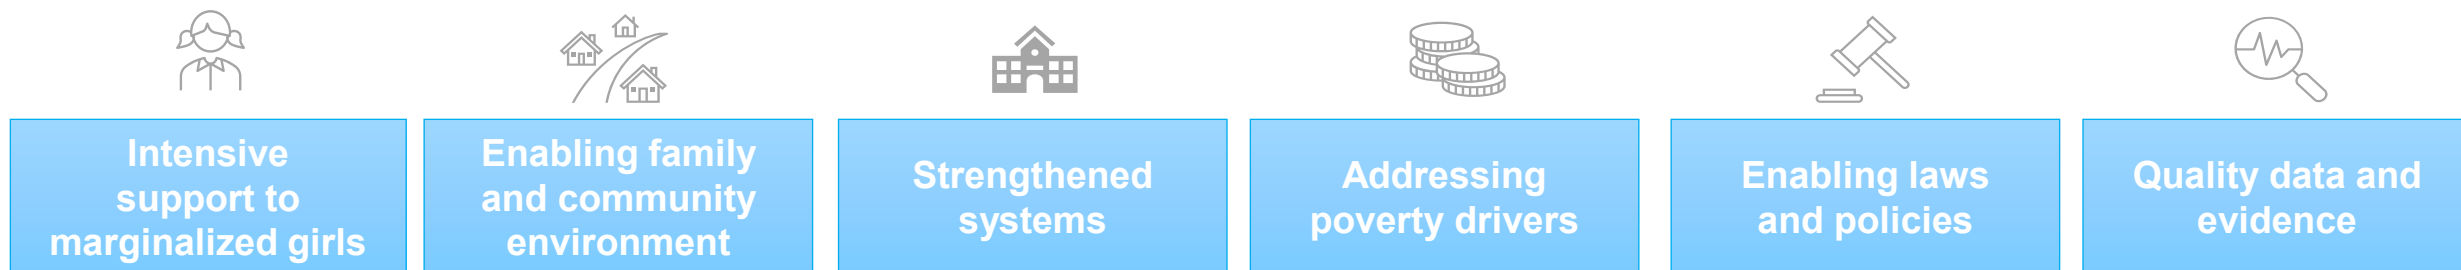 Intensive
support to
marginalized girls
Enabling family
and community
environment
Strengthened
systems
Addressing
poverty drivers
Enabling laws
and policies
Quality data and
evidence